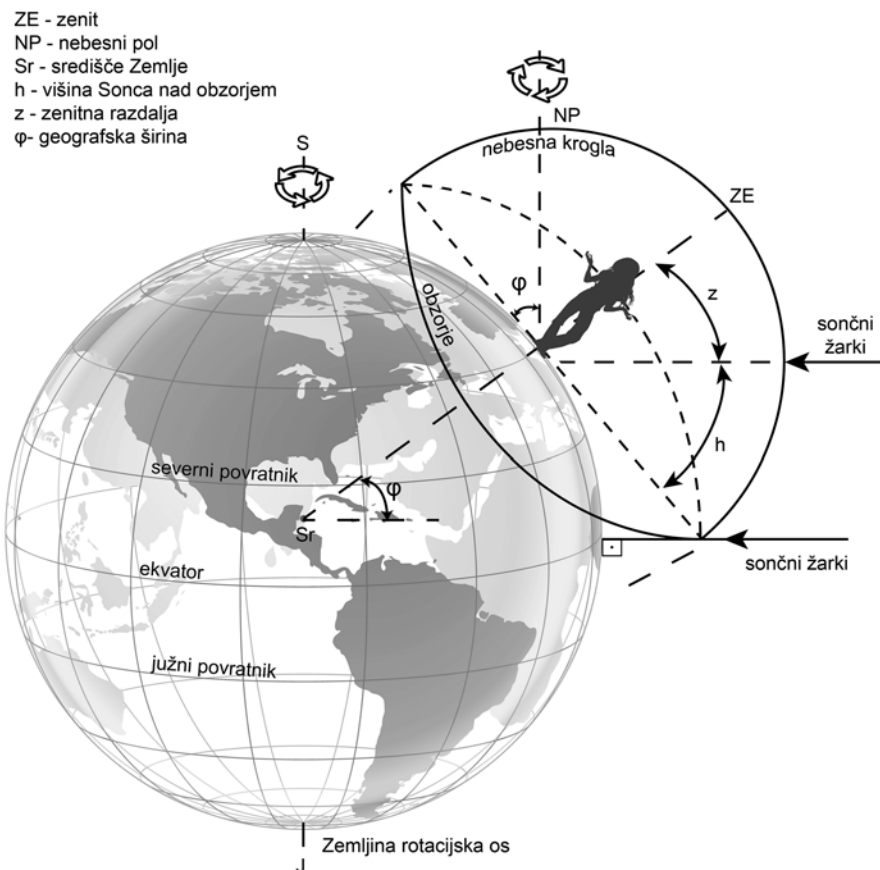 ZE - zenit
NP - nebesni pol
Sr - središče Zemlje
h - višina Sonca nad obzorjem
z - zenitna razdalja
φ- geografska širina
S
NP
nebesna krogla
ZE
φ
obzorje
z
sončni
žarki
h
severni povratnik
φ
Sr
sončni žarki
ekvator
južni povratnik
Zemljina rotacijska os